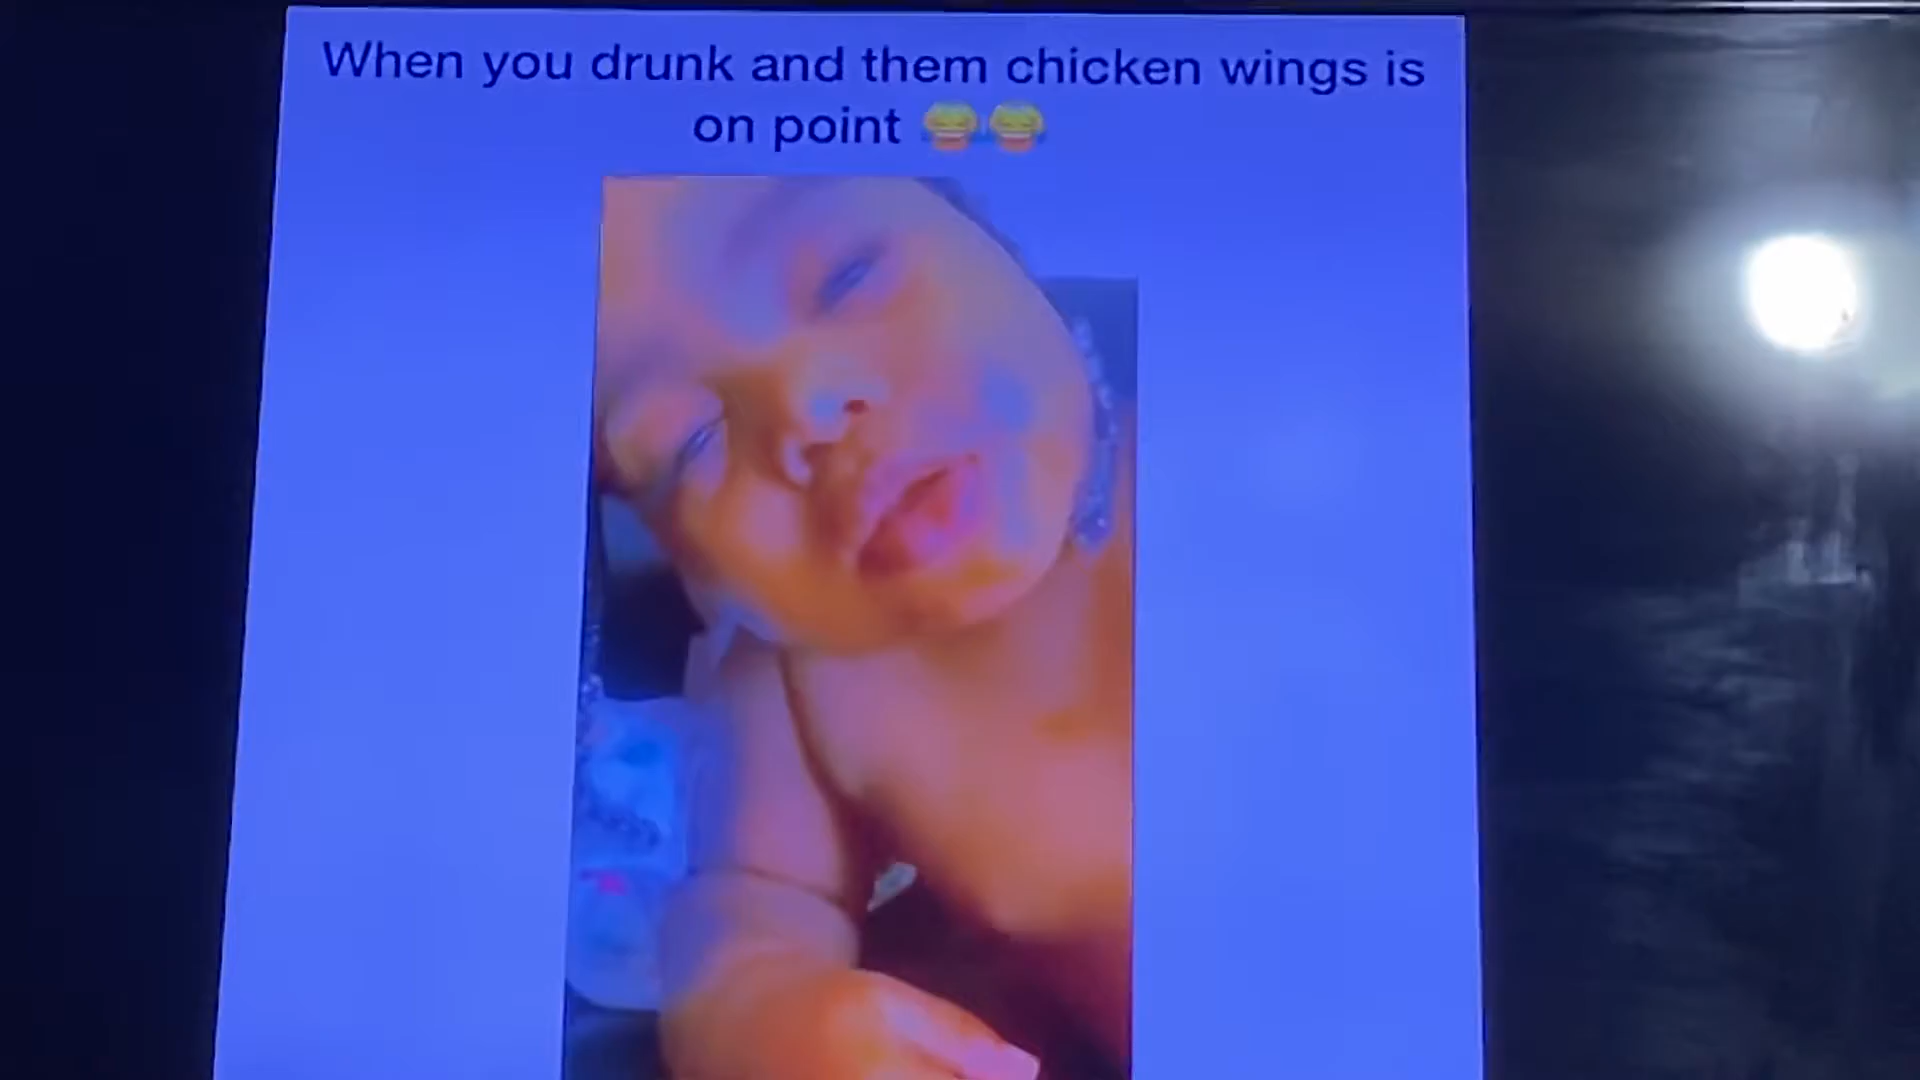 When you drunk and them chicken wings is
on point 😂😂